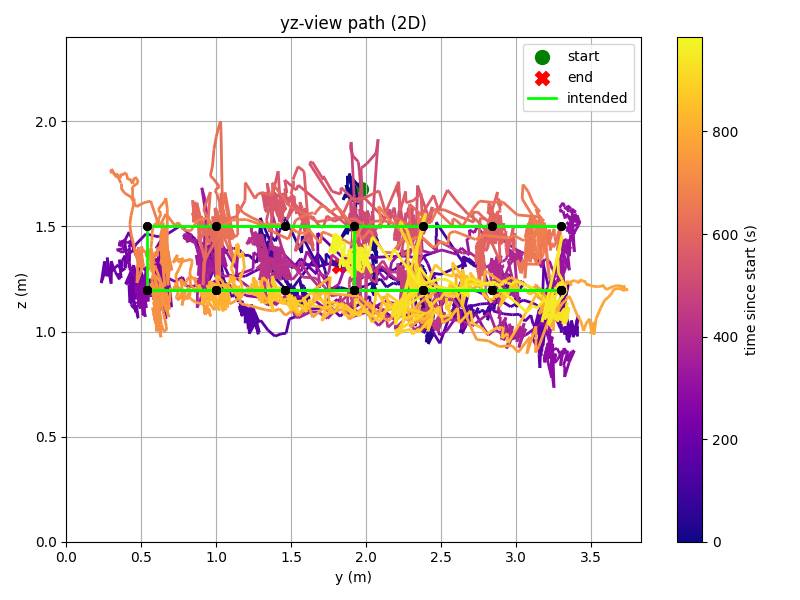 yz-view path (2D)
start
end
intended
2.0
1.5
1.0
0.5
0.0
z (m)
0.0 0.5 1.0 1.5 2.0 2.5 3.0 3.5
y (m)
800
600
400
200
0
time since start (s)